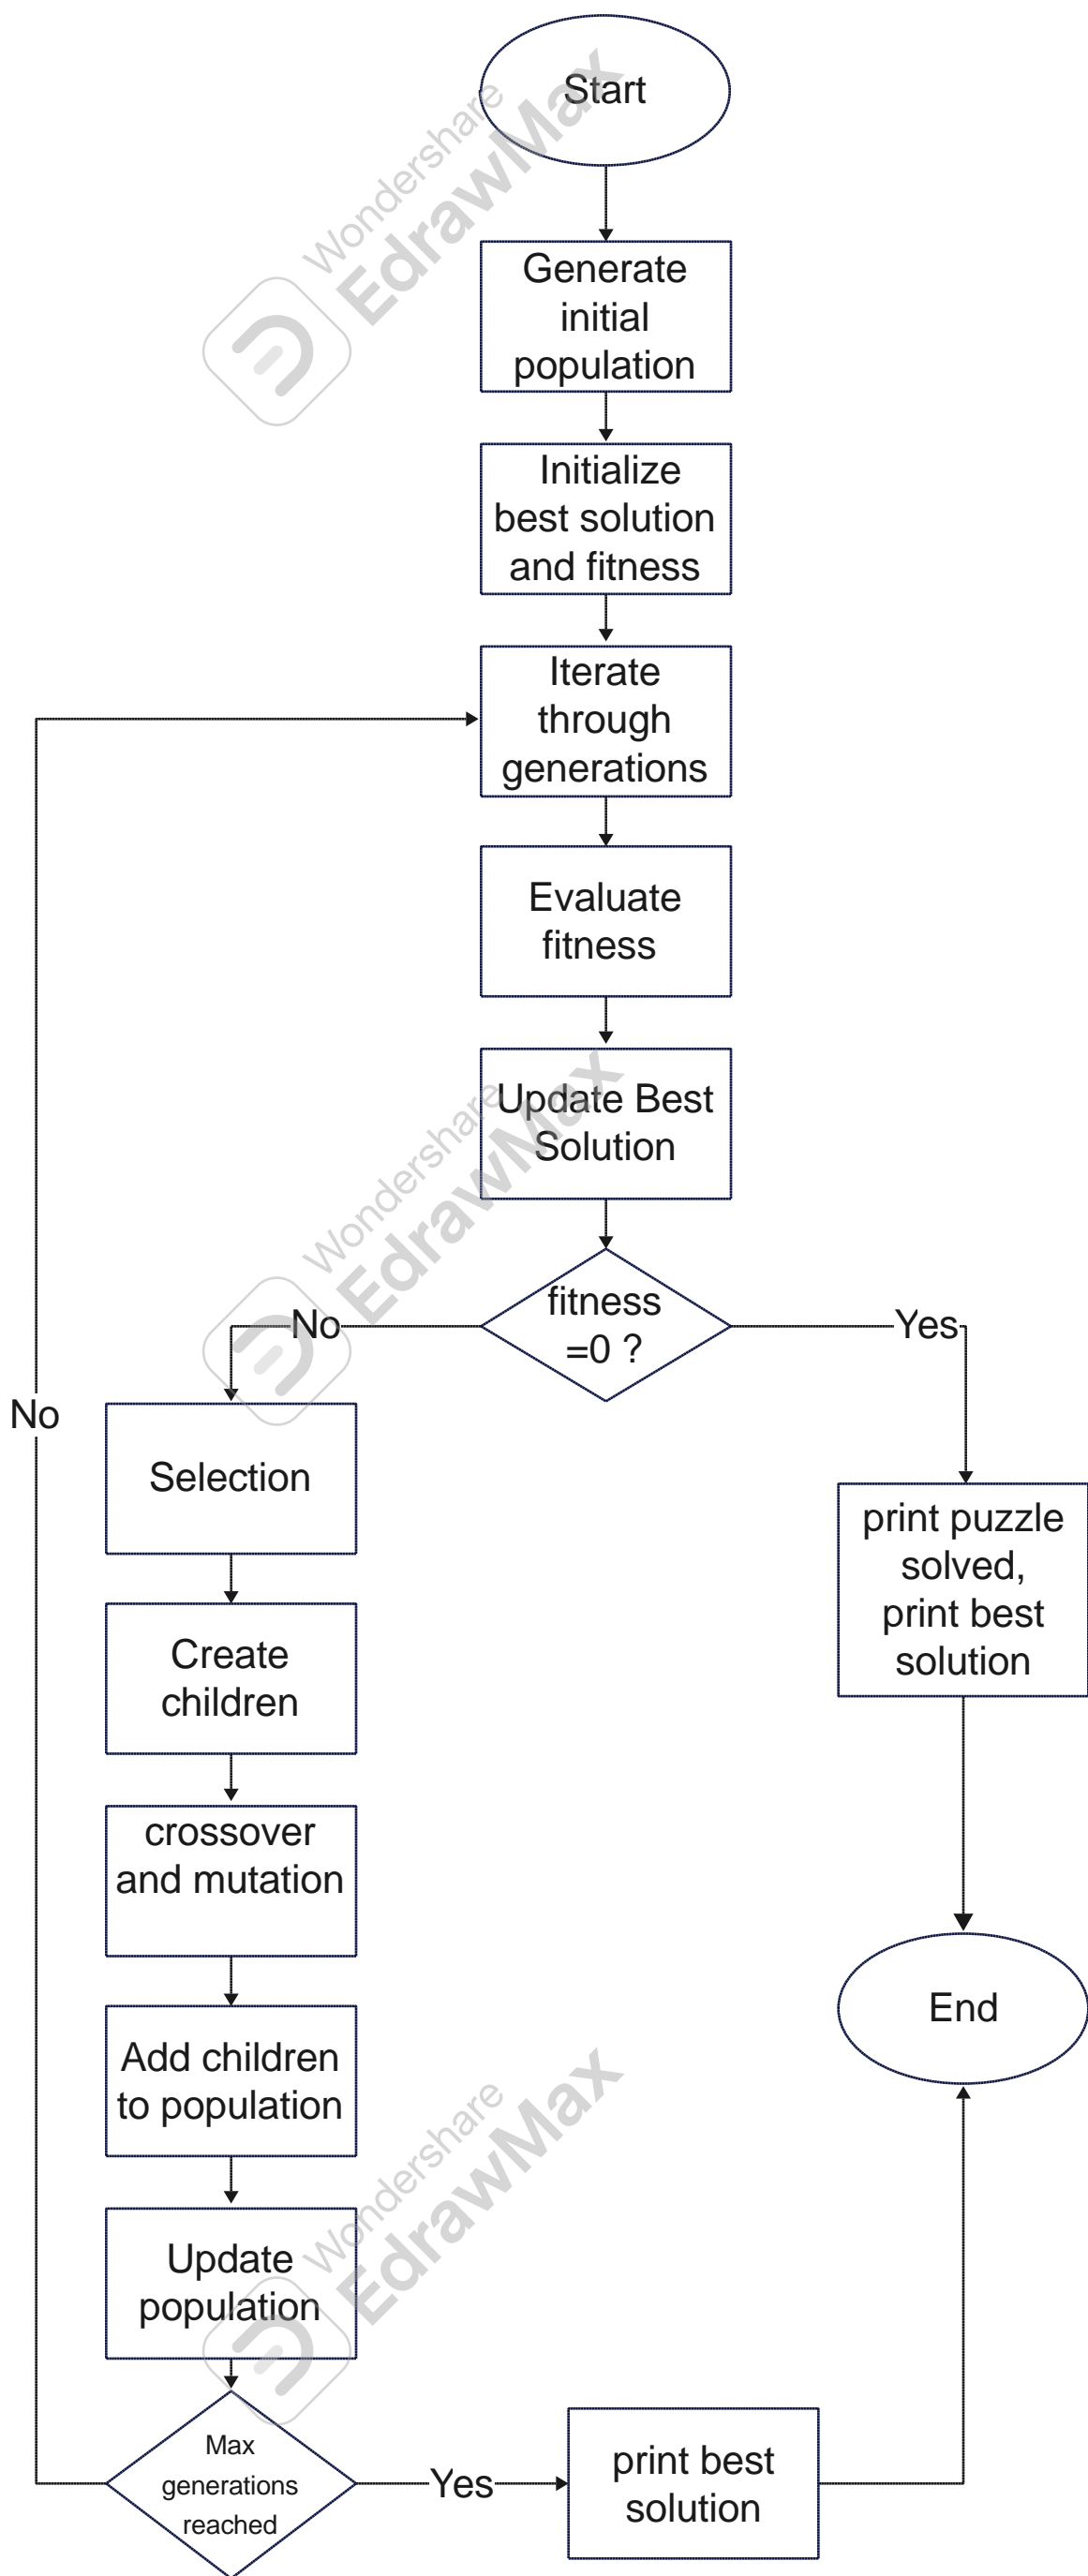 Start
Wondershare
EdrawMax
Generate
initial
population
Initialize
best solution
and fitness
Iterate
through
generations
Evaluate
fitness
Wondershare
EdrawMax
Update Best
Solution
fitness
=0 ?
No
Yes
No
Selection
print puzzle
solved,
print best
solution
Create
children
crossover
and mutation
End
Add children
to population
Wondershare
EdrawMax
Update
population
Max
generations
reached
Yes
print best
solution